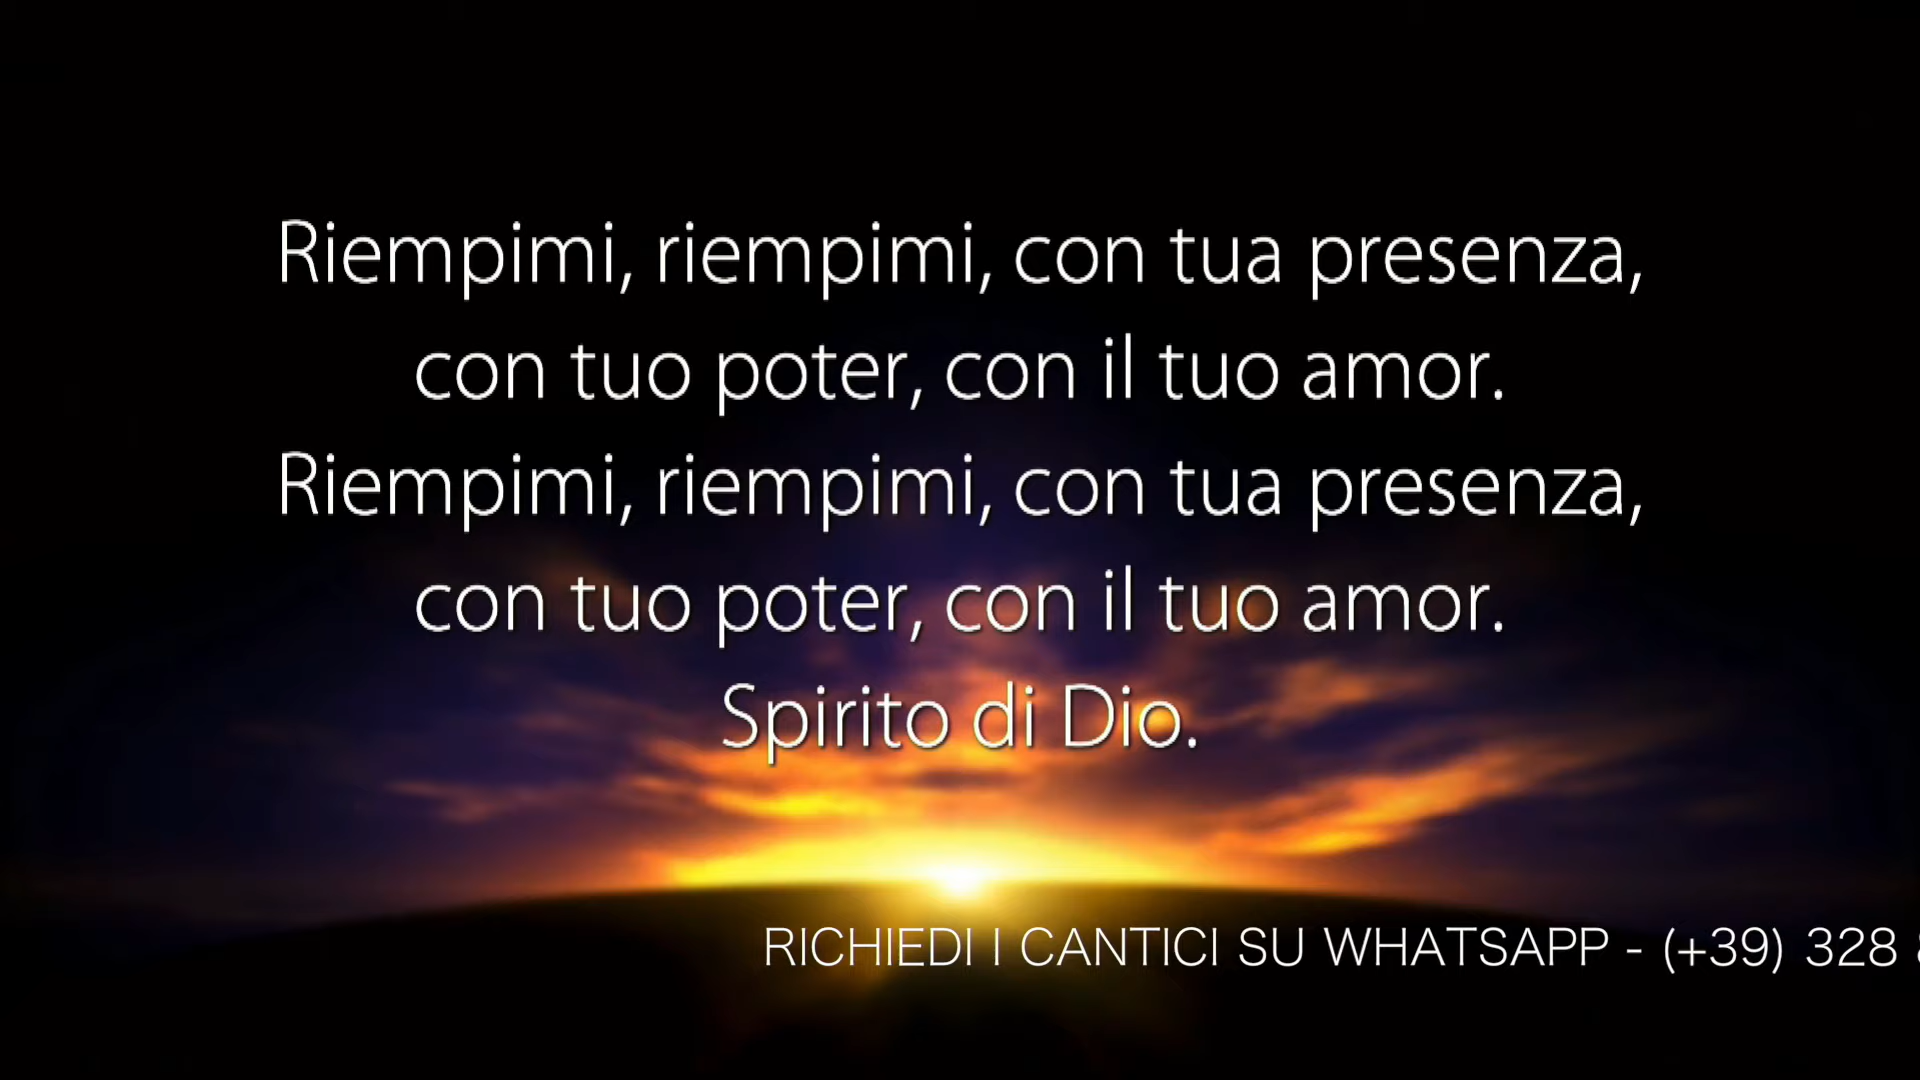 Riempimi, riempimi, con tua presenza,
con tuo poter, con il tuo amor.
Riempimi, riempimi, con tua presenza,
con tuo poter, con il tuo amor.
Spirito di Dio.
RICHIEDI I CANTICI SU WHATSAPP - (+39) 328